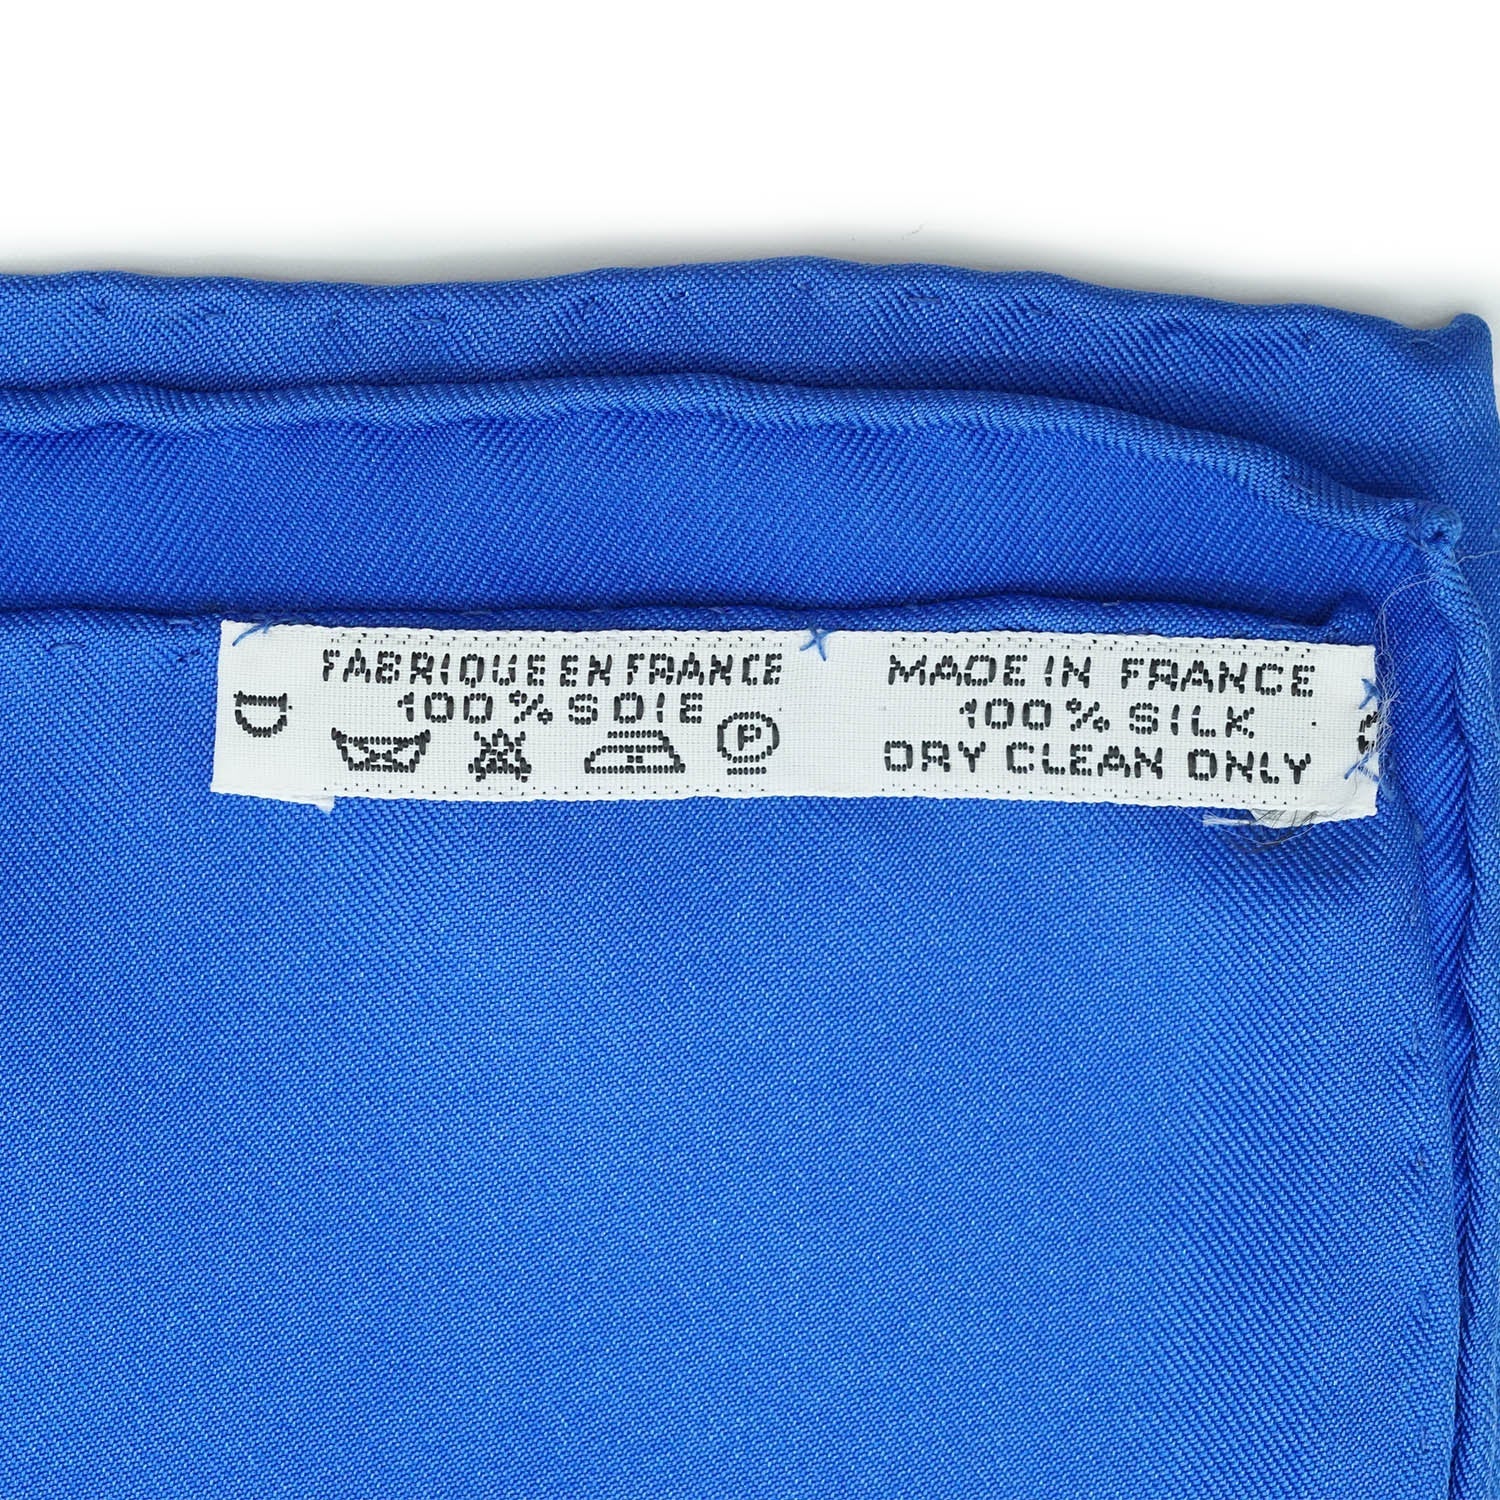 D
FABRIQUE EN FRANCE
100% SOIE
P
MADE IN FRANCE
100% SILK
DRY CLEAN ONLY